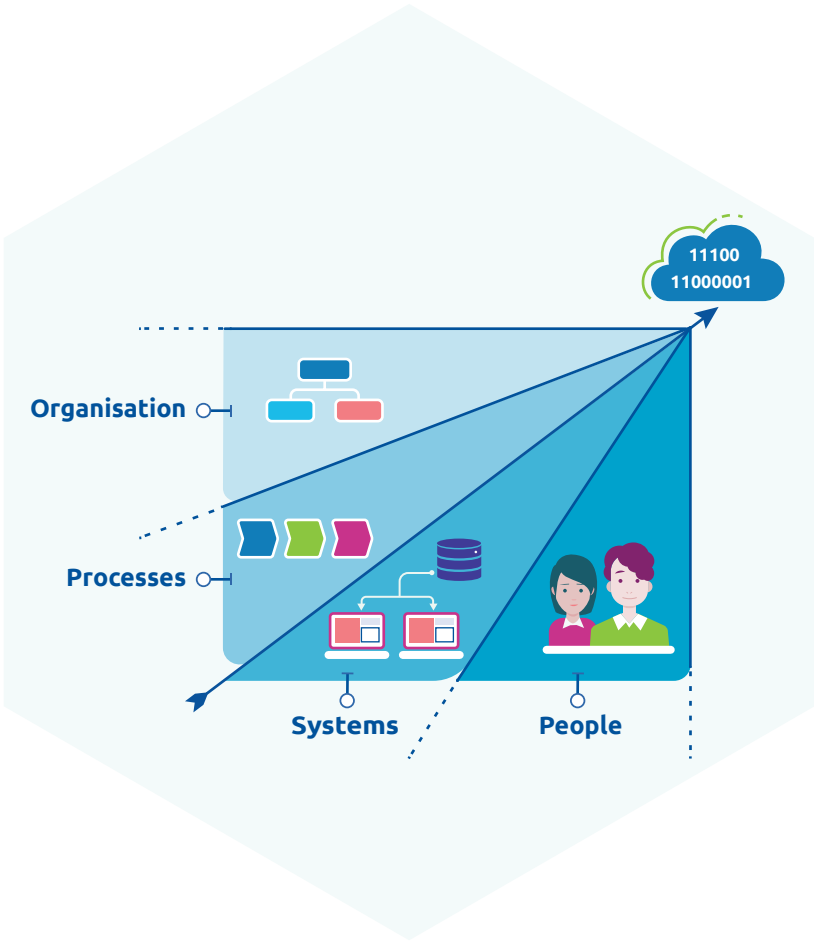 11100
11000001
Organisation
Processes
Systems
People